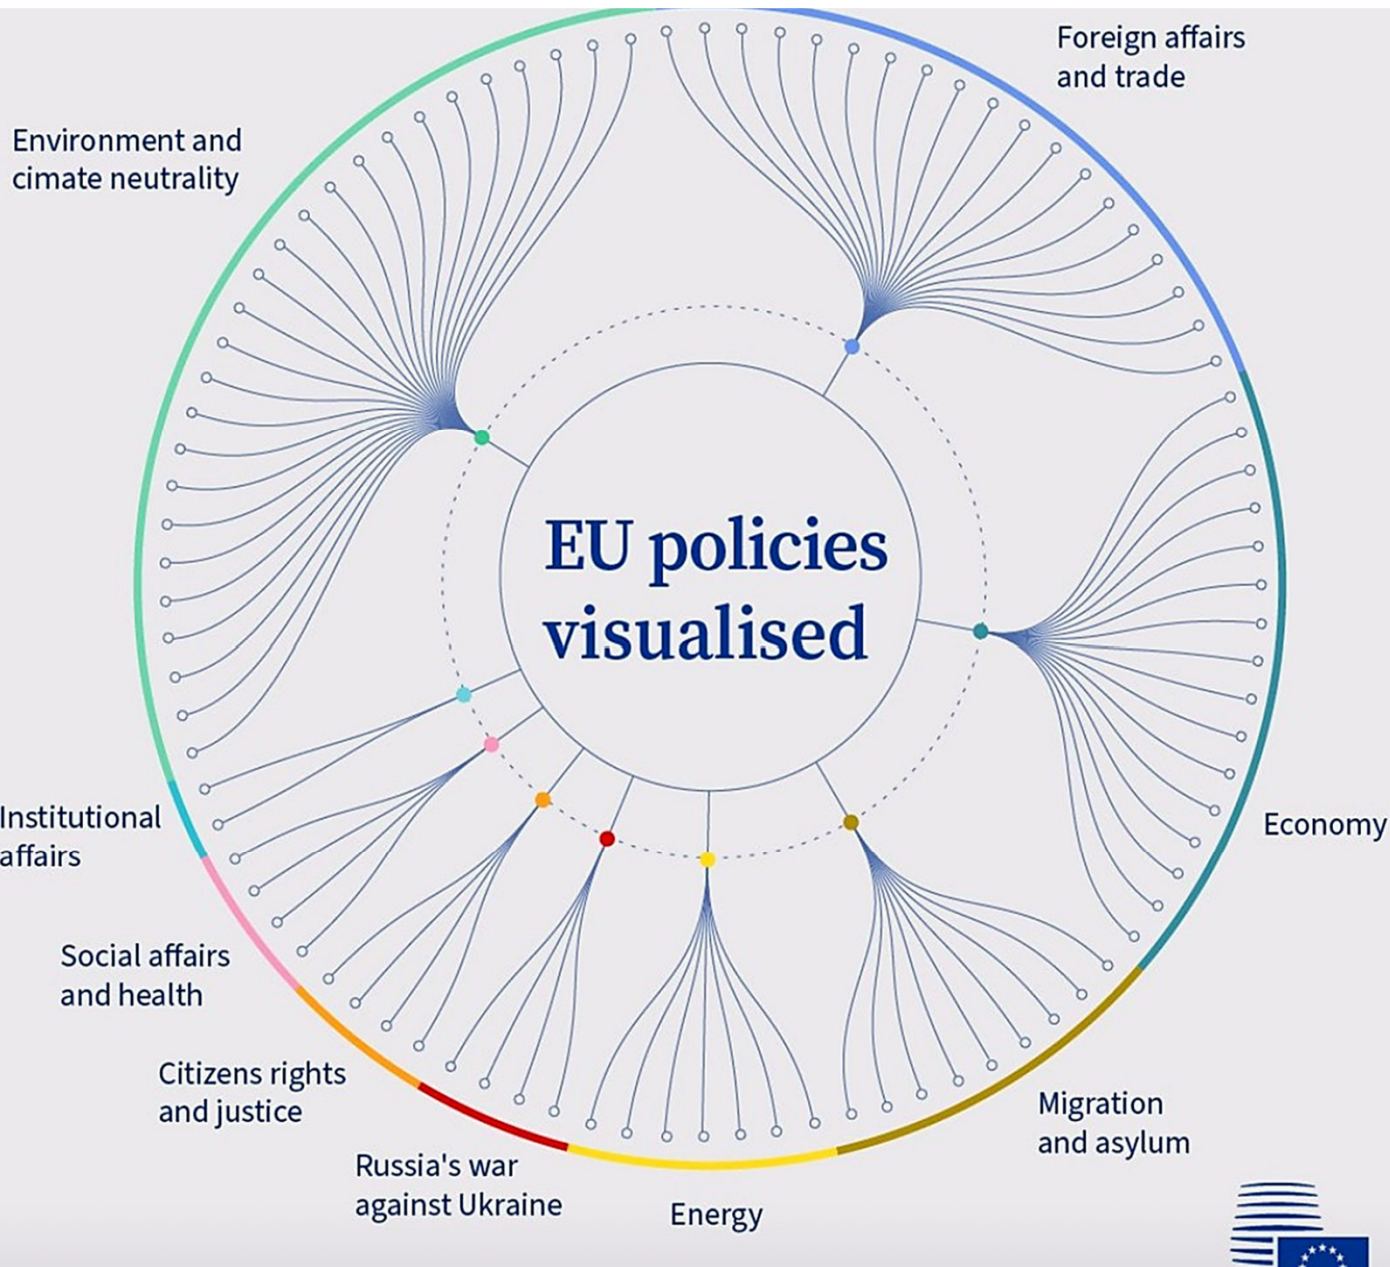 Foreign affairs
and trade
Environment and
cimate neutrality
EU policies
visualised
Institutional
affairs
Economy
Social affairs
and health
Citizens rights
and justice
Migration
and asylum
Russia's war
against Ukraine
Energy